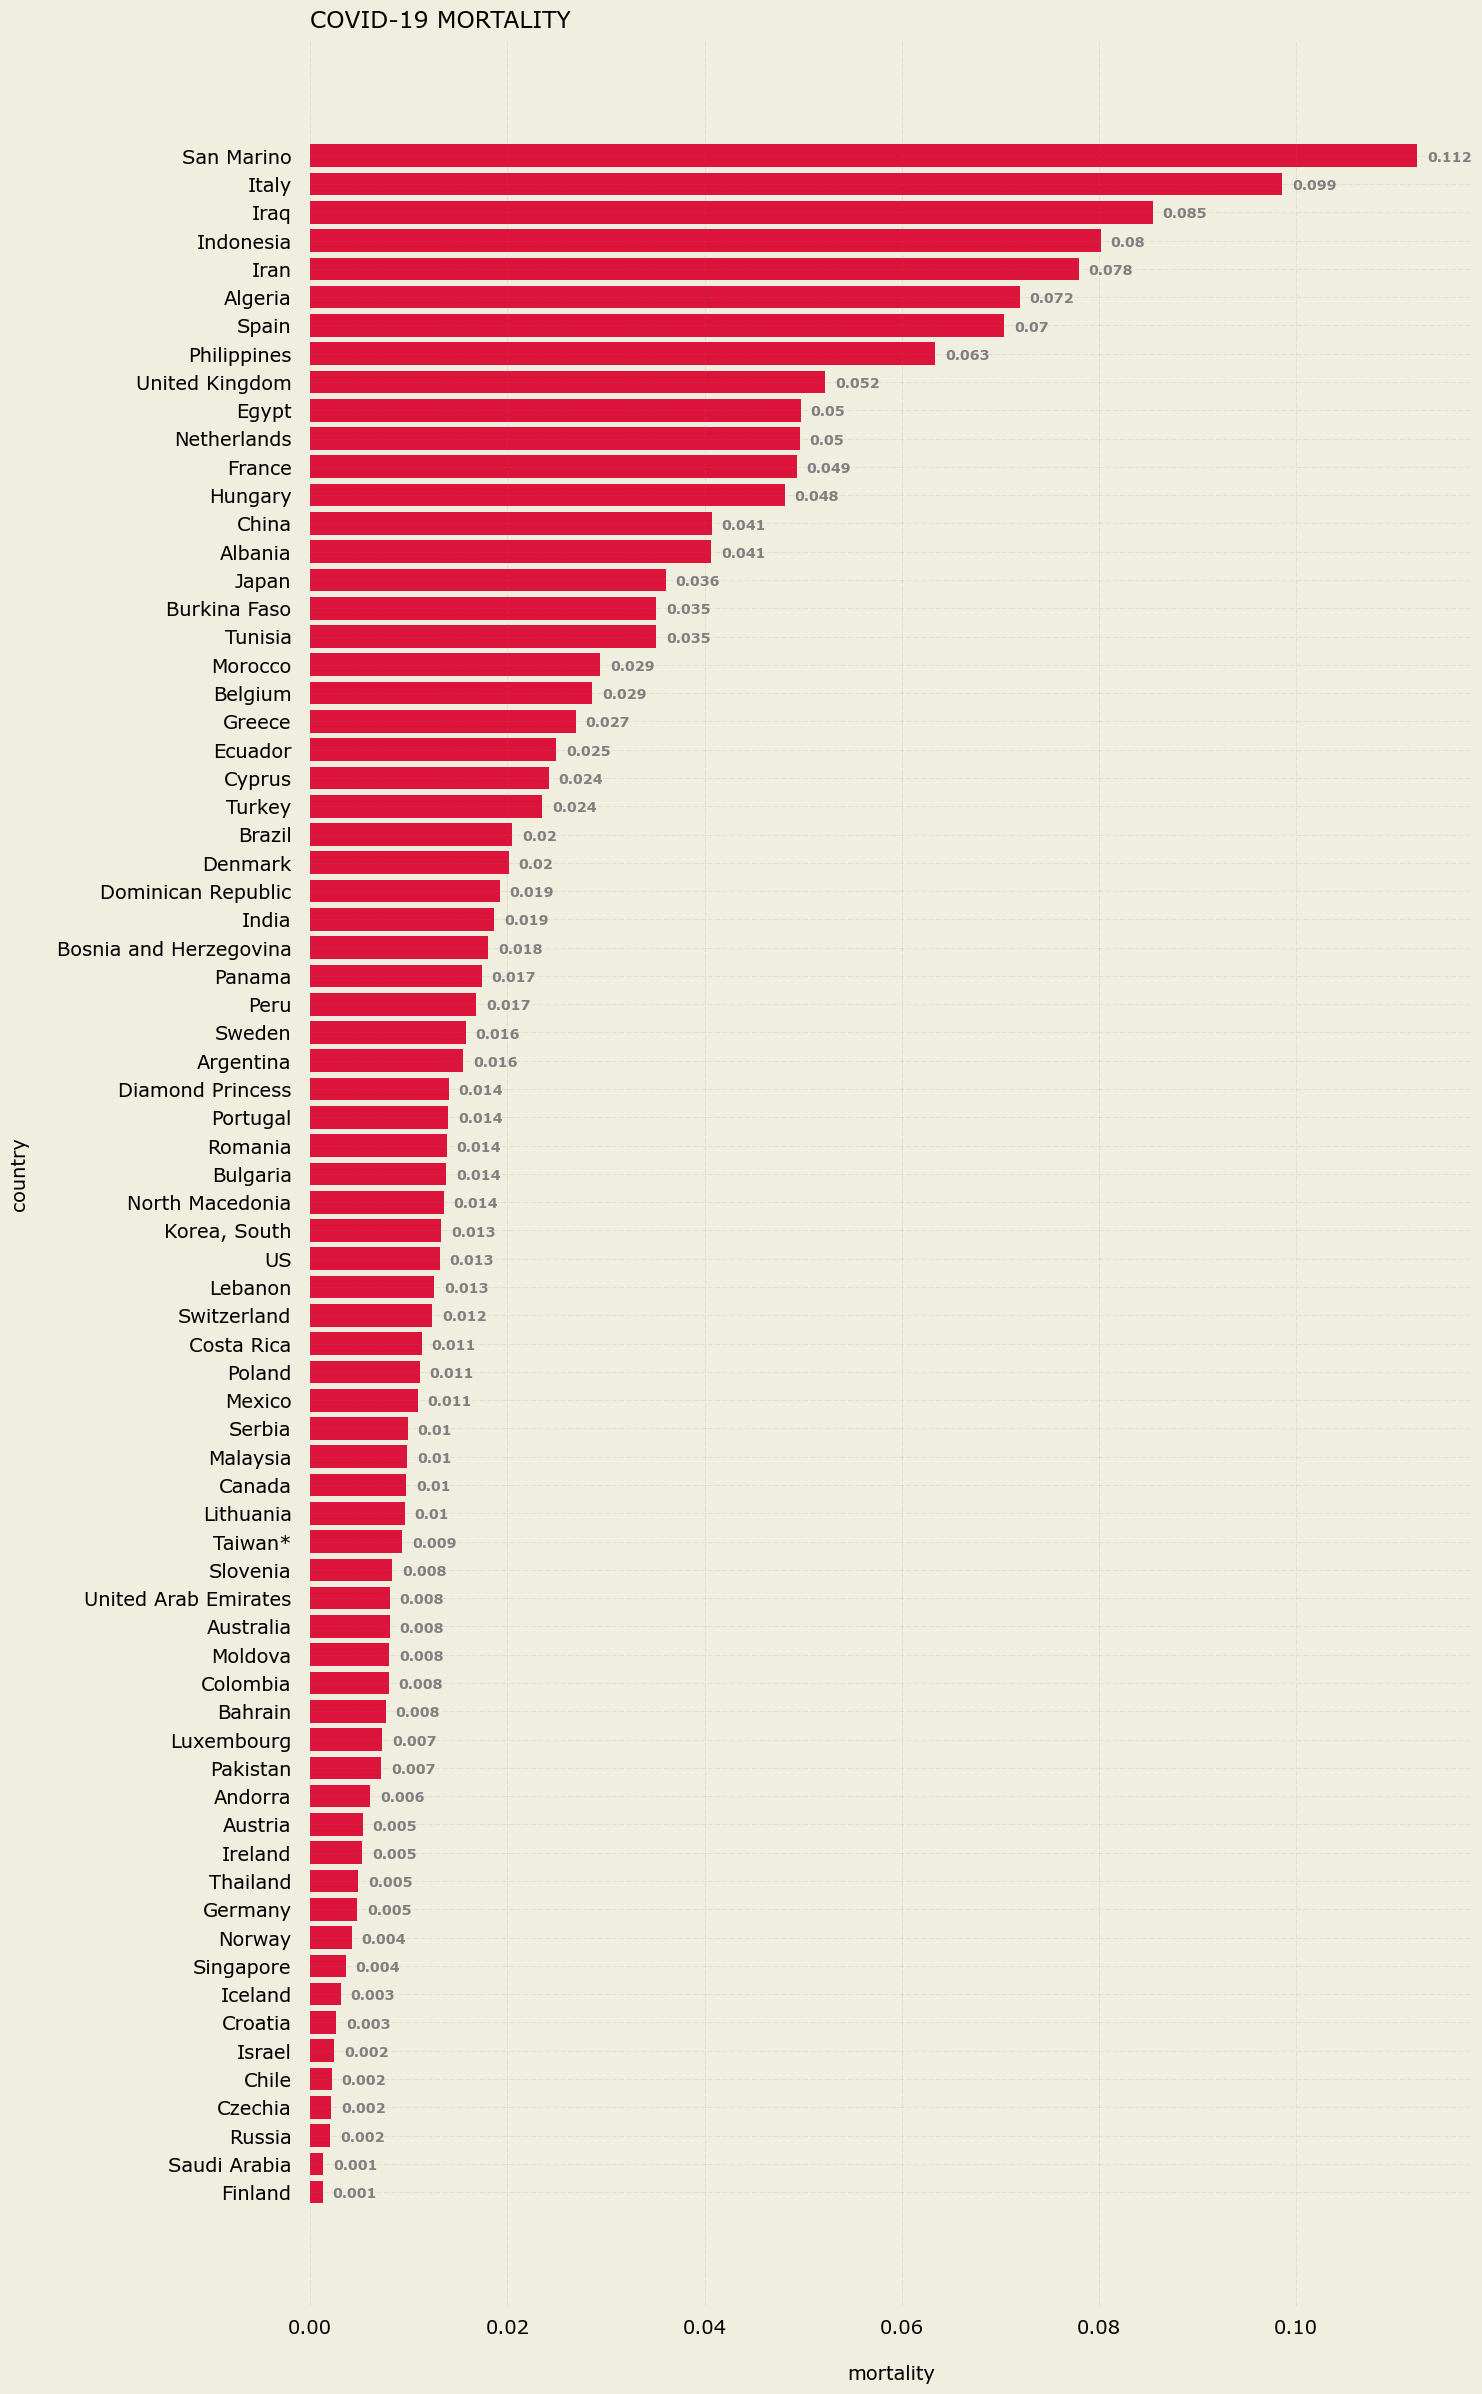 COVID-19 MORTALITY
San Marino 0.112
Italy 0.099
Iraq 0.085
Indonesia 0.08
Iran 0.078
Algeria 0.072
Spain 0.07
Philippines 0.063
United Kingdom 0.052
Egypt 0.05
Netherlands 0.05
France 0.049
Hungary 0.048
China 0.041
Albania 0.041
Japan 0.036
Burkina Faso 0.035
Tunisia 0.035
Morocco 0.029
Belgium 0.029
Greece 0.027
Ecuador 0.025
Cyprus 0.024
Turkey 0.024
Brazil 0.02
Denmark 0.02
Dominican Republic 0.019
India 0.019
Bosnia and Herzegovina 0.018
Panama 0.017
Peru 0.017
Sweden 0.016
Argentina 0.016
Diamond Princess 0.014
Portugal 0.014
Romania 0.014
Bulgaria 0.014
North Macedonia 0.014
Korea, South 0.013
US 0.013
Lebanon 0.013
Switzerland 0.012
Costa Rica 0.011
Poland 0.011
Mexico 0.011
Serbia 0.01
Malaysia 0.01
Canada 0.01
Lithuania 0.01
Taiwan* 0.009
Slovenia 0.008
United Arab Emirates 0.008
Australia 0.008
Moldova 0.008
Colombia 0.008
Bahrain 0.008
Luxembourg 0.007
Pakistan 0.007
Andorra 0.006
Austria 0.005
Ireland 0.005
Thailand 0.005
Germany 0.005
Norway 0.004
Singapore 0.004
Iceland 0.003
Croatia 0.003
Israel 0.002
Chile 0.002
Czechia 0.002
Russia 0.002
Saudi Arabia 0.001
Finland 0.001
country
0.00 0.02 0.04 0.06 0.08 0.10
mortality